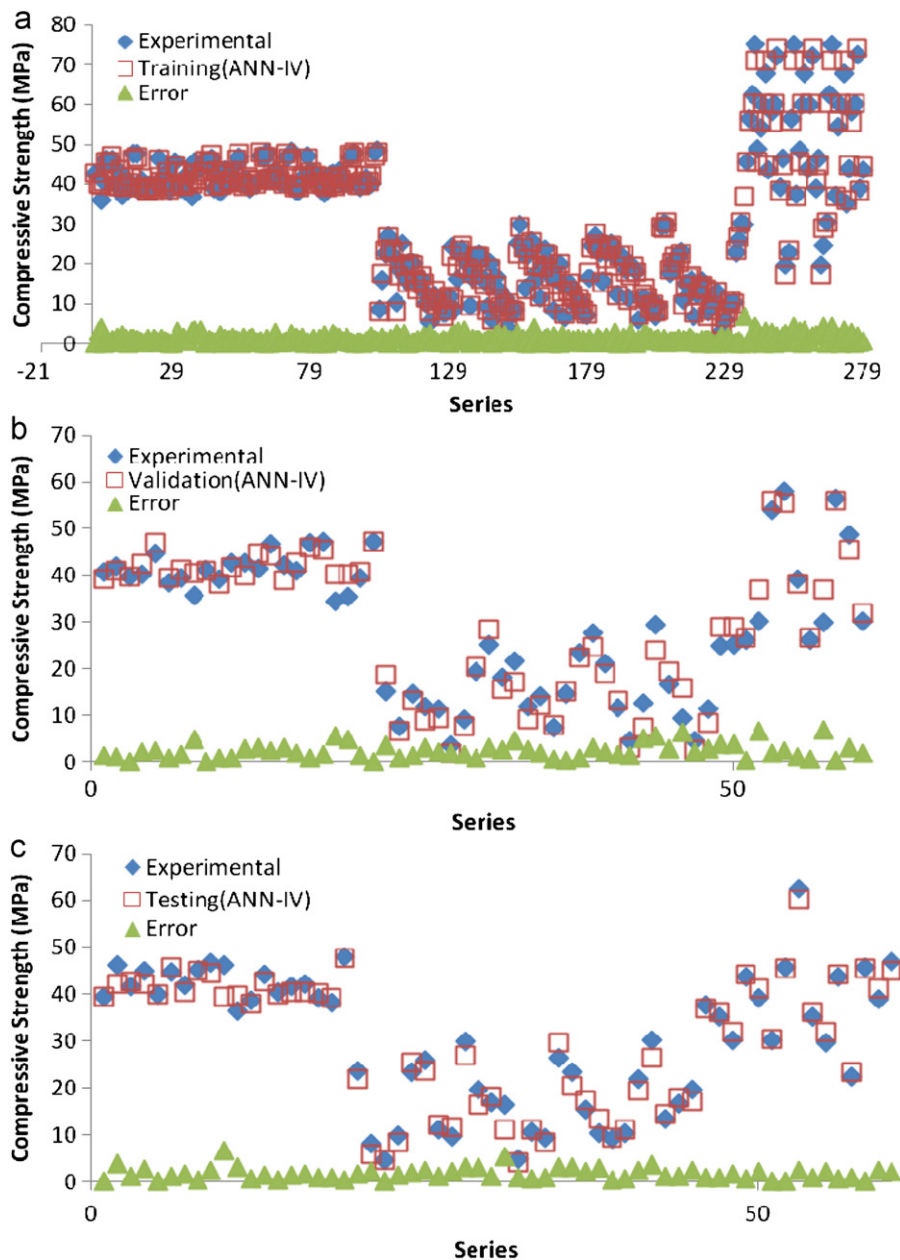 a
80
70
60
50
40
30
20
10
0
Compressive Strength (MPa)
Experimental
Training(ANN-IV)
Error
-21 29 79 129 179 229 279
Series
b
70
60
50
40
30
20
10
0
Compressive Strength (MPa)
Experimental
Validation(ANN-IV)
Error
0 50
Series
c
70
60
50
40
30
20
10
0
Compressive Strength (MPa)
Experimental
Testing(ANN-IV)
Error
0 50
Series